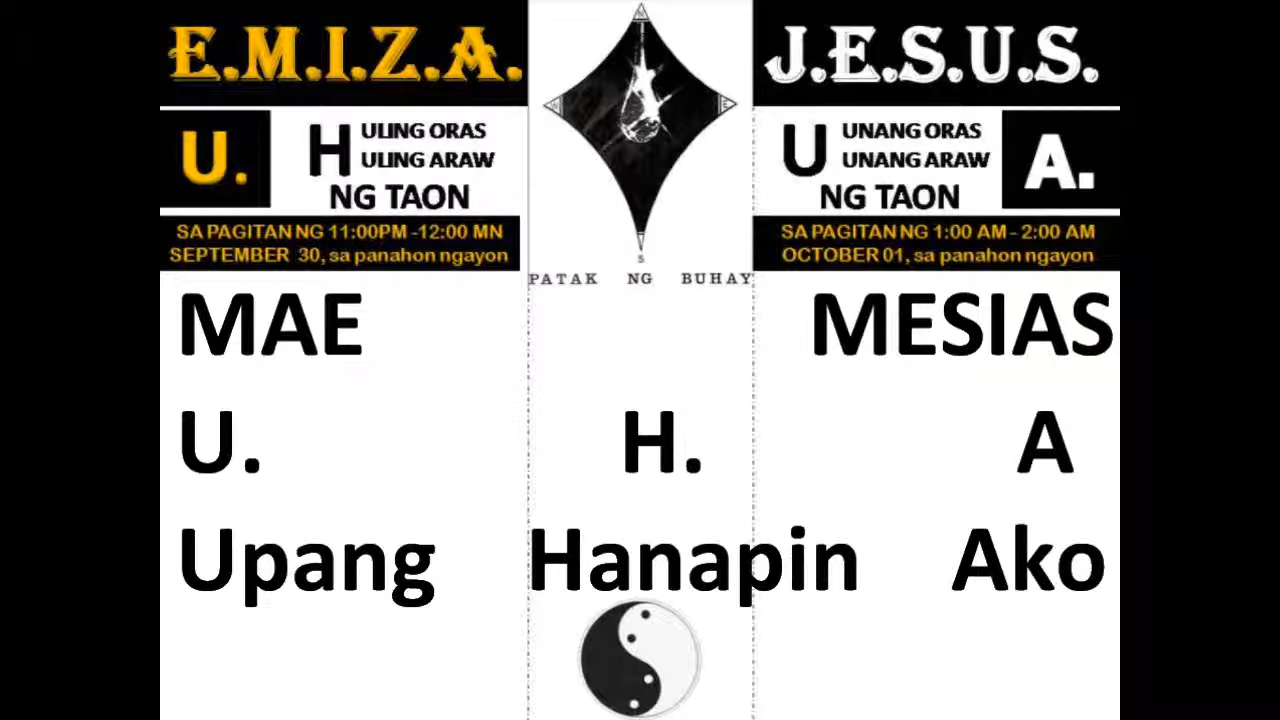 E.M.I.Z.A.
J.E.S.U.S.
U.
HULING ORAS
HULING ARAW
NG TAON
UNANG ORAS
UNANG ARAW
NG TAON
A.
SA PAGITAN NG 11:00PM -12:00 MN
SEPTEMBER 30, sa panahon ngayon
SA PAGITAN NG 1:00 AM - 2:00 AM
OCTOBER 01, sa panahon ngayon
S
PATAK NG BUHAY
MAE MESIAS
U. H. A
Upang Hanapin Ako